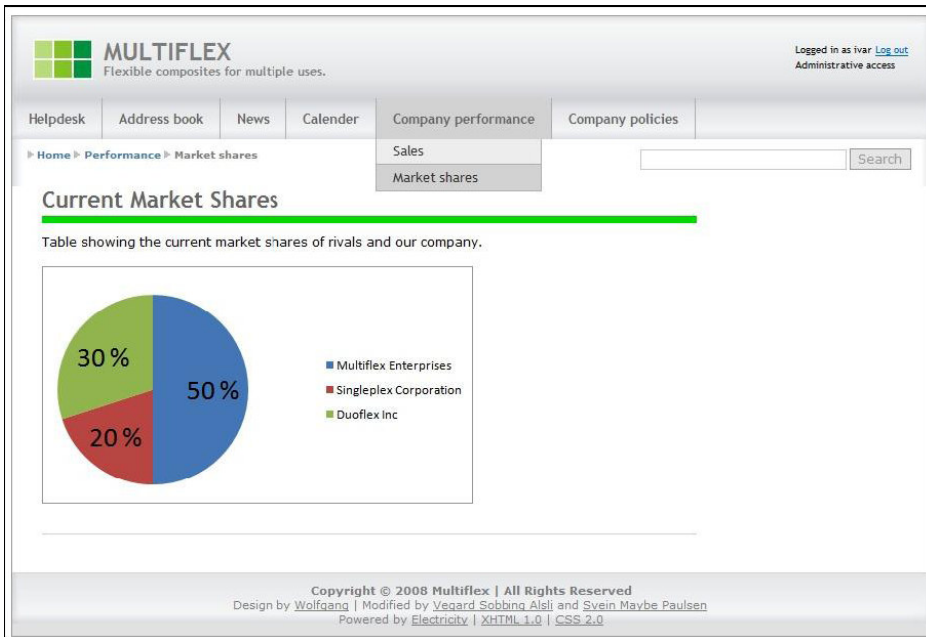 MULTIFLEX
Flexible composites for multiple uses.
Logged in as ivar Log out
Administrative access
Helpdesk Address book News Calender Company performance Company policies
Home Performance Market shares
Sales
Market shares
Search
Current Market Shares
Table showing the current market shares of rivals and our company.
30 %
50 %
20 %
Multiflex Enterprises
Singleplex Corporation
Duoflex Inc
Copyright © 2008 Multiflex | All Rights Reserved
Design by Wolfgang | Modified by Vegard Sobbing Alsli and Svein Maybe Paulsen
Powered by Electricity | XHTML 1.0 | CSS 2.0